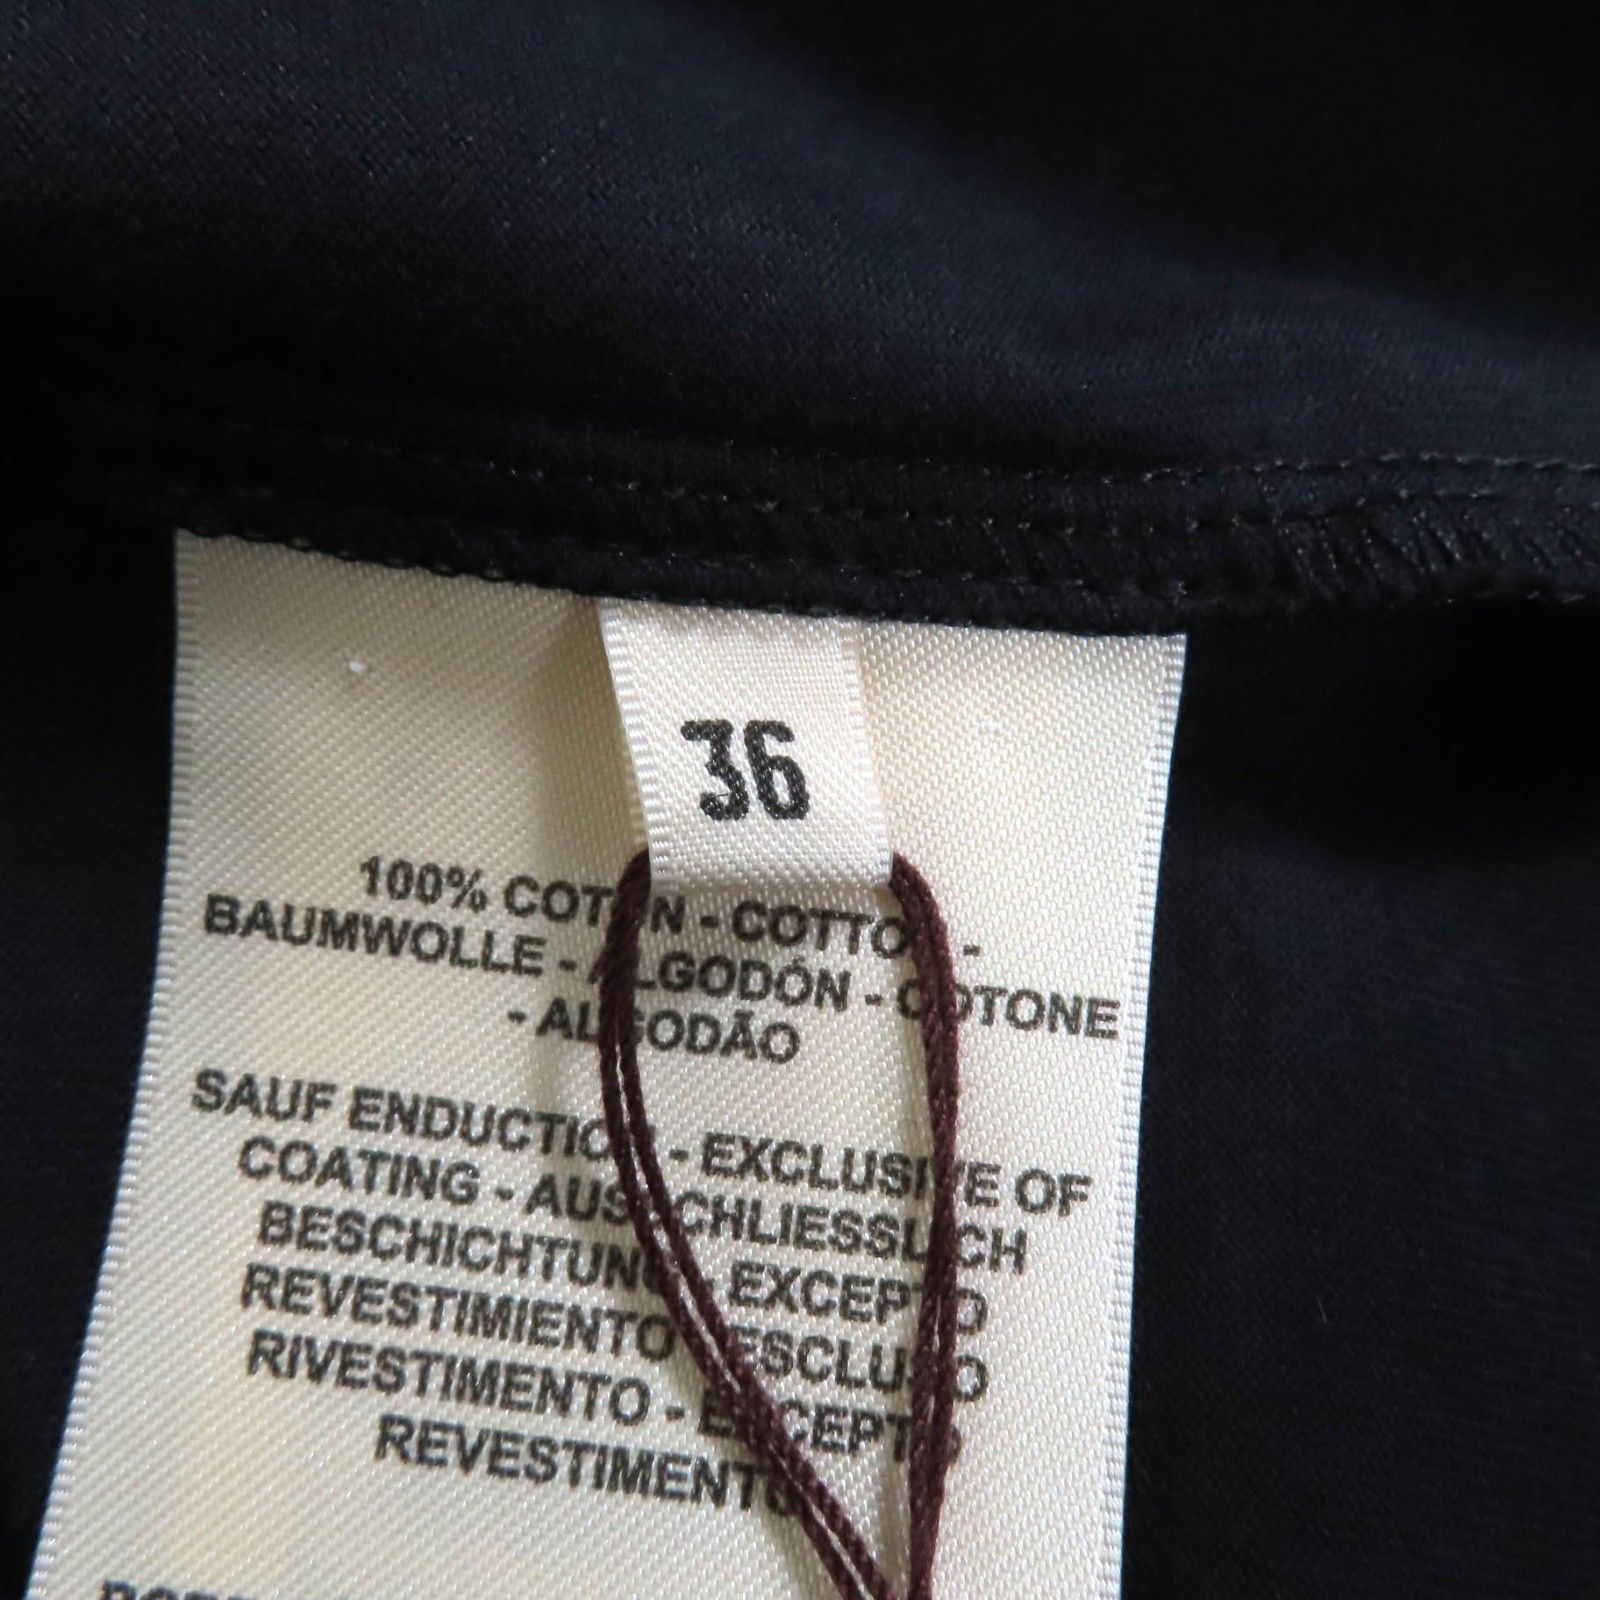 36
100% COTON - COTTON -
BAUMWOLLE - ALGODÓN - COTONE
- ALGODÃO
SAUF ENDUCTION - EXCLUSIVE OF
COATING - AUSSCHLIESSLICH
BESCHICHTUNG - EXCEPTO
REVESTIMIENTO - ESCLUSO
RIVESTIMENTO - EXCEPTO
REVESTIMENTO